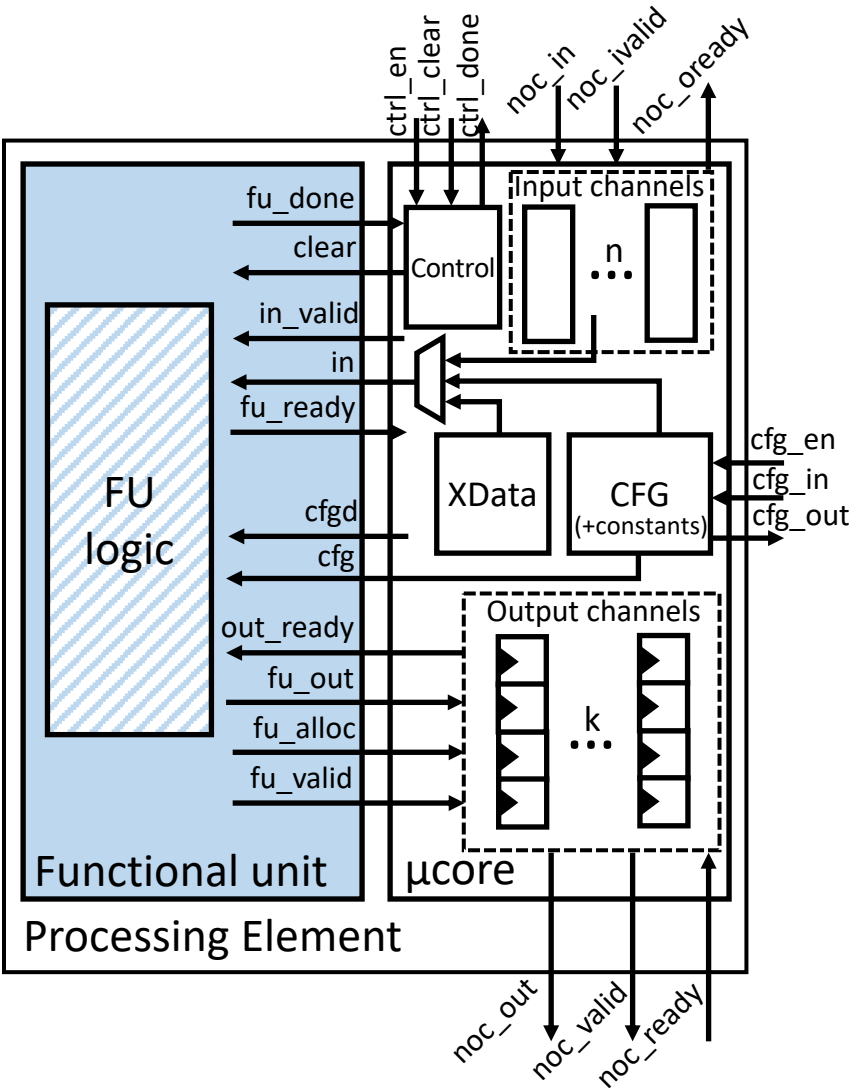 ctrl_en
ctrl_clear
ctrl_done
noc_in
noc_ivalid
noc_oready
Input channels
n
fu_done
clear
Control
in_valid
in
fu_ready
XData
CFG
(+constants)
cfg_en
cfg_in
cfg_out
FU
logic
cfgd
cfg
Output channels
out_ready
fu_out
fu_alloc
fu_valid
k
Functional unit
μcore
Processing Element
noc_out
noc_valid
noc_ready